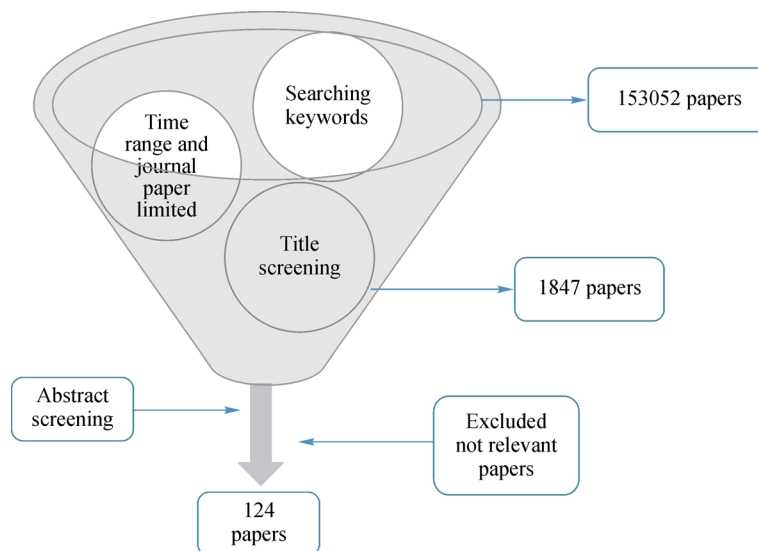 Searching
keywords
153052 papers
Time
range and
journal
paper
limited
Title
screening
1847 papers
Abstract
screening
Excluded
not relevant
papers
124
papers